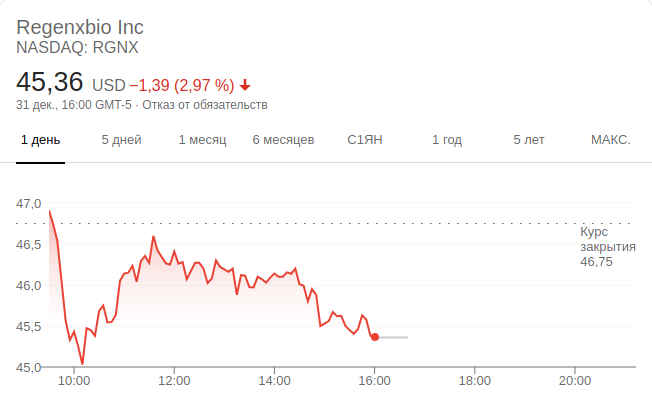 Regenxbio Inc
NASDAQ: RGNX
45,36 USD −1,39 (2,97 %)
31 дек., 16:00 GMT-5 · Отказ от обязательств
1 день 5 дней 1 месяц 6 месяцев С1ЯН 1 год 5 лет МАКС.
47,0
46,5
46,0
45,5
45,0
Курс
закрытия
46,75
10:00 12:00 14:00 16:00 18:00 20:00